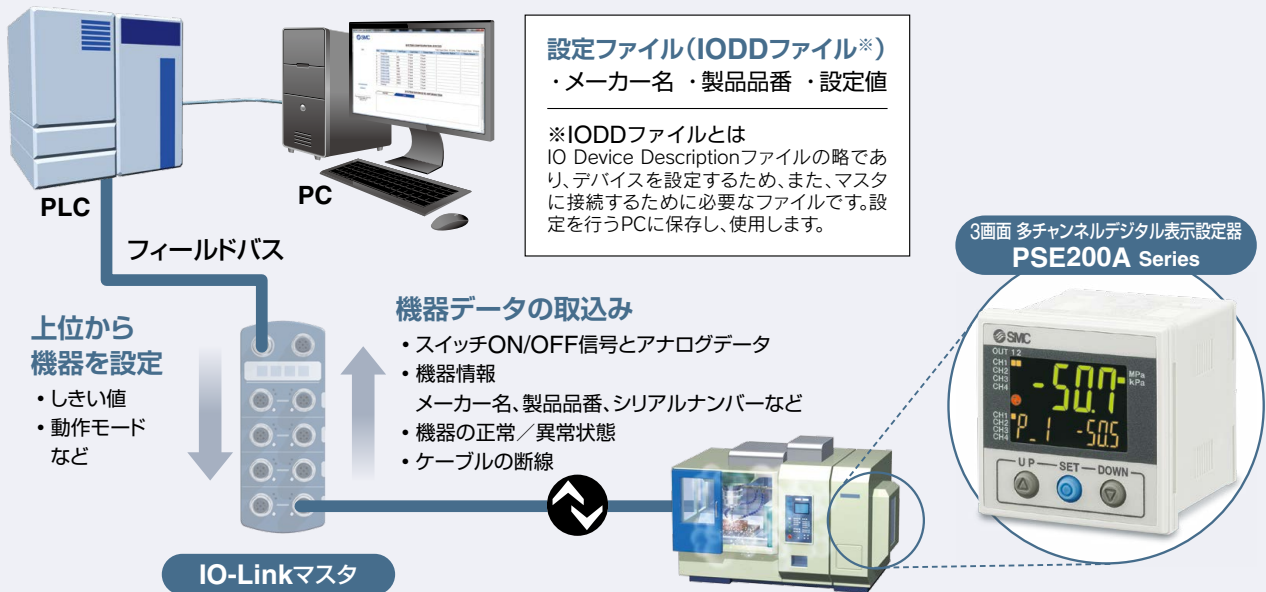 設定ファイル(IODDファイル※)
・メーカー名 ・製品品番 ・設定値
※IODDファイルとは
IO Device Descriptionファイルの略であ
り、デバイスを設定するため、また、マスタ
に接続するために必要なファイルです。設
定を行うPCに保存し、使用します。
PLC
PC
フィールドバス
上位から
機器を設定
・しきい値
・動作モード
など
機器データの取込み
・スイッチON/OFF信号とアナログデータ
・機器情報
メーカー名、製品品番、シリアルナンバーなど
・機器の正常／異常状態
・ケーブルの断線
IO-Linkマスタ
3画面 多チャンネルデジタル表示設定器
PSE200A Series
SMC
OUT 1 2
CH1
CH2
CH3
CH4
-50.7
MPa
kPa
CH1
CH2
CH3
CH4
P_1 -50.5
UP SET DOWN
SMC